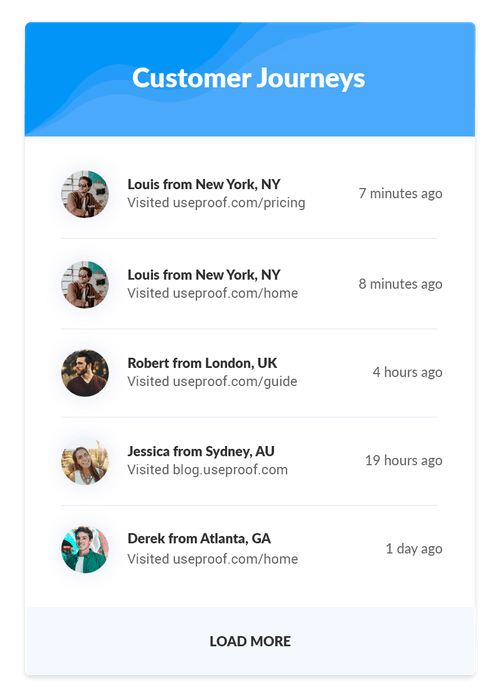 Customer Journeys
Louis from New York, NY
Visited useproof.com/pricing
7 minutes ago
Louis from New York, NY
Visited useproof.com/home
8 minutes ago
Robert from London, UK
Visited useproof.com/guide
4 hours ago
Jessica from Sydney, AU
Visited blog.useproof.com
19 hours ago
Derek from Atlanta, GA
Visited useproof.com/home
1 day ago
LOAD MORE